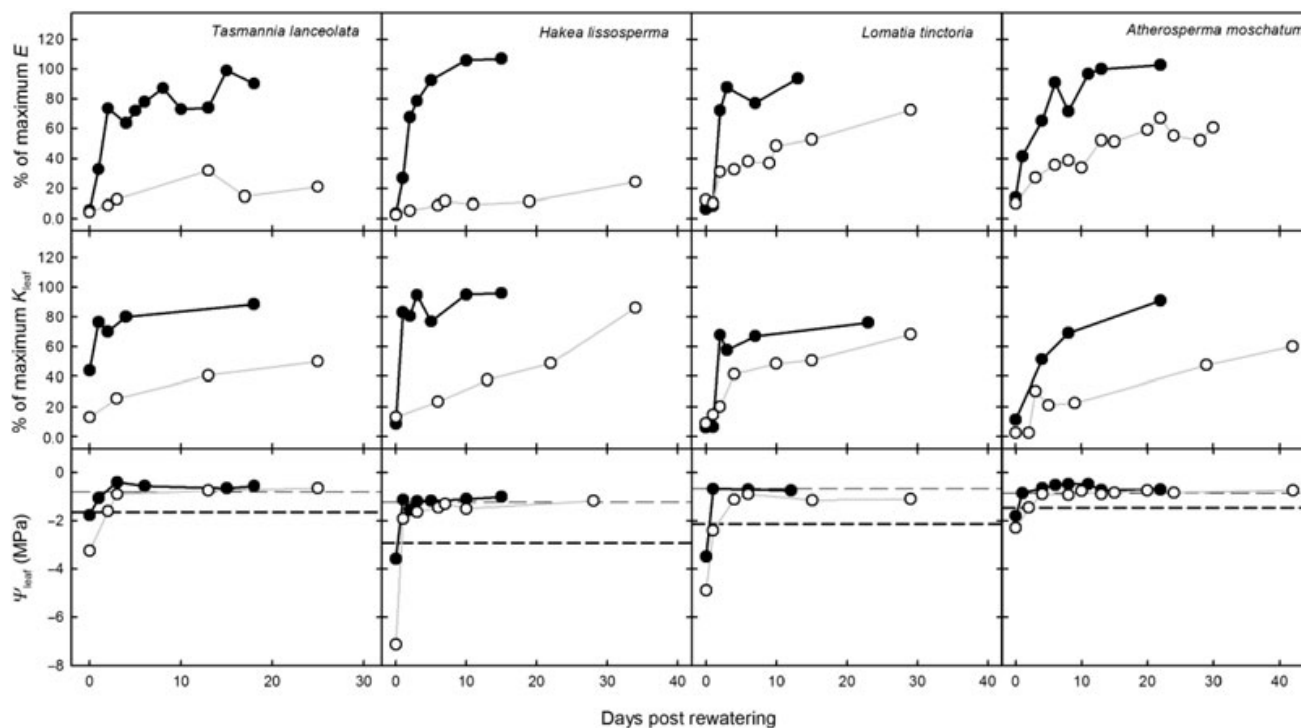 Tasmannia lanceolata
Hakea lissosperma
Lomatia tinctoria
Atherosperma moschatum
% of maximum E
120
100
80
60
40
20
0.0
% of maximum Kleaf
120
100
80
60
40
20
0.0
Ψleaf (MPa)
0
−2
−4
−6
−8
0 10 20 30
0 10 20 30 40
0 10 20 30
0 10 20 30 40
Days post rewatering